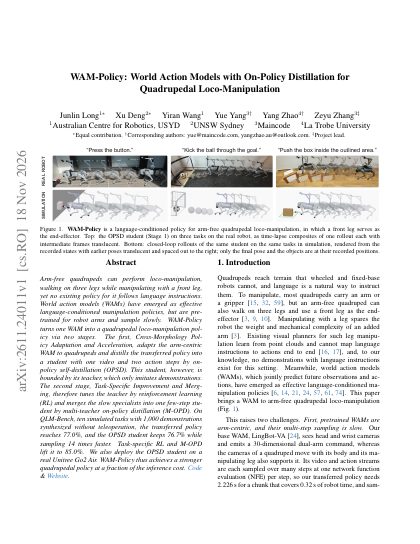 WAM-Policy: World Action Models with On-Policy Distillation for
Quadrupedal Loco-Manipulation
Junlin Long1* Xu Deng2* Yiran Wang1 Yue Yang3† Yang Zhao4† Zeyu Zhang3‡
1Australian Centre for Robotics, USYD 2UNSW Sydney 3Maincode 4La Trobe University
*Equal contribution. †Corresponding authors: yue@maincode.com, yangzhao.au@outlook.com. ‡Project lead.
"Press the button." "Kick the ball through the goal." "Push the box inside the outlined area."
REAL ROBOT
SIMULATION
Figure 1. WAM-Policy is a language-conditioned policy for arm-free quadrupedal loco-manipulation, in which a front leg serves as
the end-effector. Top: the OPSD student (Stage 1) on three tasks on the real robot, as time-lapse composites of one rollout each with
intermediate frames translucent. Bottom: closed-loop rollouts of the same student on the same tasks in simulation, rendered from the
recorded states with earlier poses translucent and spaced out to the right; only the final pose and the objects are at their recorded positions.
Abstract
Arm-free quadrupeds can perform loco-manipulation,
walking on three legs while manipulating with a front leg,
yet no existing policy for it follows language instructions.
World action models (WAMs) have emerged as effective
language-conditioned manipulation policies, but are pre-
trained for robot arms and sample slowly. WAM-Policy
turns one WAM into a quadrupedal loco-manipulation pol-
icy via two stages. The first, Cross-Morphology Pol-
icy Adaptation and Acceleration, adapts the arm-centric
WAM to quadrupeds and distills the transferred policy into
a student with one video and two action steps by on-
policy self-distillation (OPSD). This student, however, is
bounded by its teacher, which only imitates demonstrations.
The second stage, Task-Specific Improvement and Merg-
ing, therefore tunes the teacher by reinforcement learning
(RL) and merges the slow specialists into one few-step stu-
dent by multi-teacher on-policy distillation (M-OPD). On
QLM-Bench, ten simulated tasks with 1,000 demonstrations
synthesized without teleoperation, the transferred policy
reaches 77.0%, and the OPSD student keeps 76.7% while
sampling 14 times faster. Task-specific RL and M-OPD
lift it to 85.0%. We also deploy the OPSD student on a
real Unitree Go2 Air. WAM-Policy thus achieves a stronger
quadrupedal policy at a fraction of the inference cost. Code
& Website.
1. Introduction
Quadrupeds reach terrain that wheeled and fixed-base
robots cannot, and language is a natural way to instruct
them. To manipulate, most quadrupeds carry an arm or
a gripper [15, 32, 59], but an arm-free quadruped can
also walk on three legs and use a front leg as the end-
effector [3, 9, 10]. Manipulating with a leg spares the
robot the weight and mechanical complexity of an added
arm [3]. Existing visual planners for such leg manipula-
tion learn from point clouds and cannot map language
instructions to actions end to end [16, 17], and, to our
knowledge, no demonstrations with language instructions
exist for this setting. Meanwhile, world action models
(WAMs), which jointly predict future observations and ac-
tions, have emerged as effective language-conditioned ma-
nipulation policies [6, 14, 21, 24, 57, 61, 74]. This paper
brings a WAM to arm-free quadrupedal loco-manipulation
(Fig. 1).
This raises two challenges. First, pretrained WAMs are
arm-centric, and their multi-step sampling is slow. Our
base WAM, LingBot-VA [24], sees head and wrist cameras
and emits a 30-dimensional dual-arm command, whereas
the cameras of a quadruped move with its body and its ma-
nipulating leg also supports it. Its video and action streams
are each sampled over many steps at one network function
evaluation (NFE) per step, so our transferred policy needs
2.226 s for a chunk that covers 0.32 s of robot time, and sam-
arXiv:2611.24011v1 [cs.RO] 18 Nov 2026